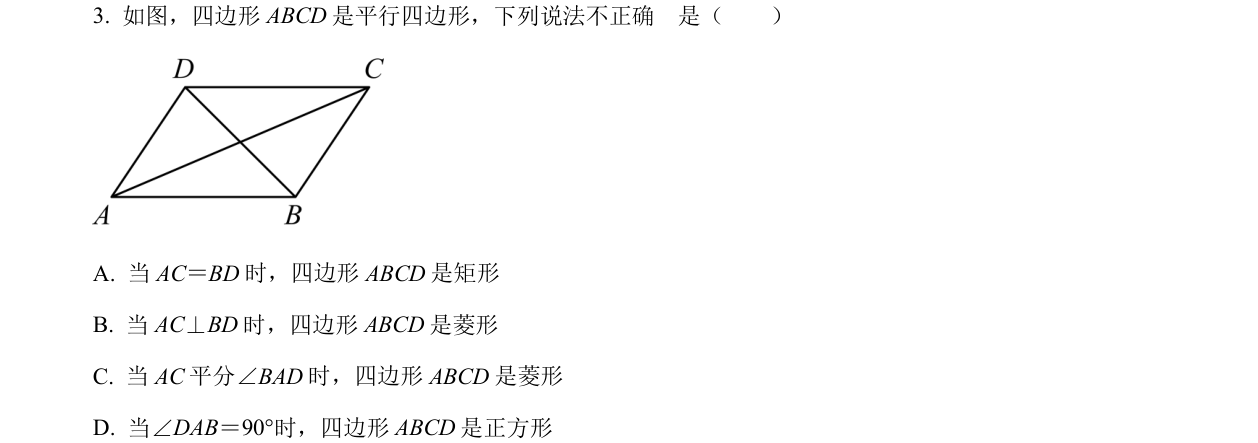 3. 如图，四边形 ABCD 是平行四边形，下列说法不正确 是（ ）
D
C
A
B
A. 当 AC＝BD 时，四边形 ABCD 是矩形
B. 当 AC⊥BD 时，四边形 ABCD 是菱形
C. 当 AC 平分∠BAD 时，四边形 ABCD 是菱形
D. 当∠DAB＝90°时，四边形 ABCD 是正方形